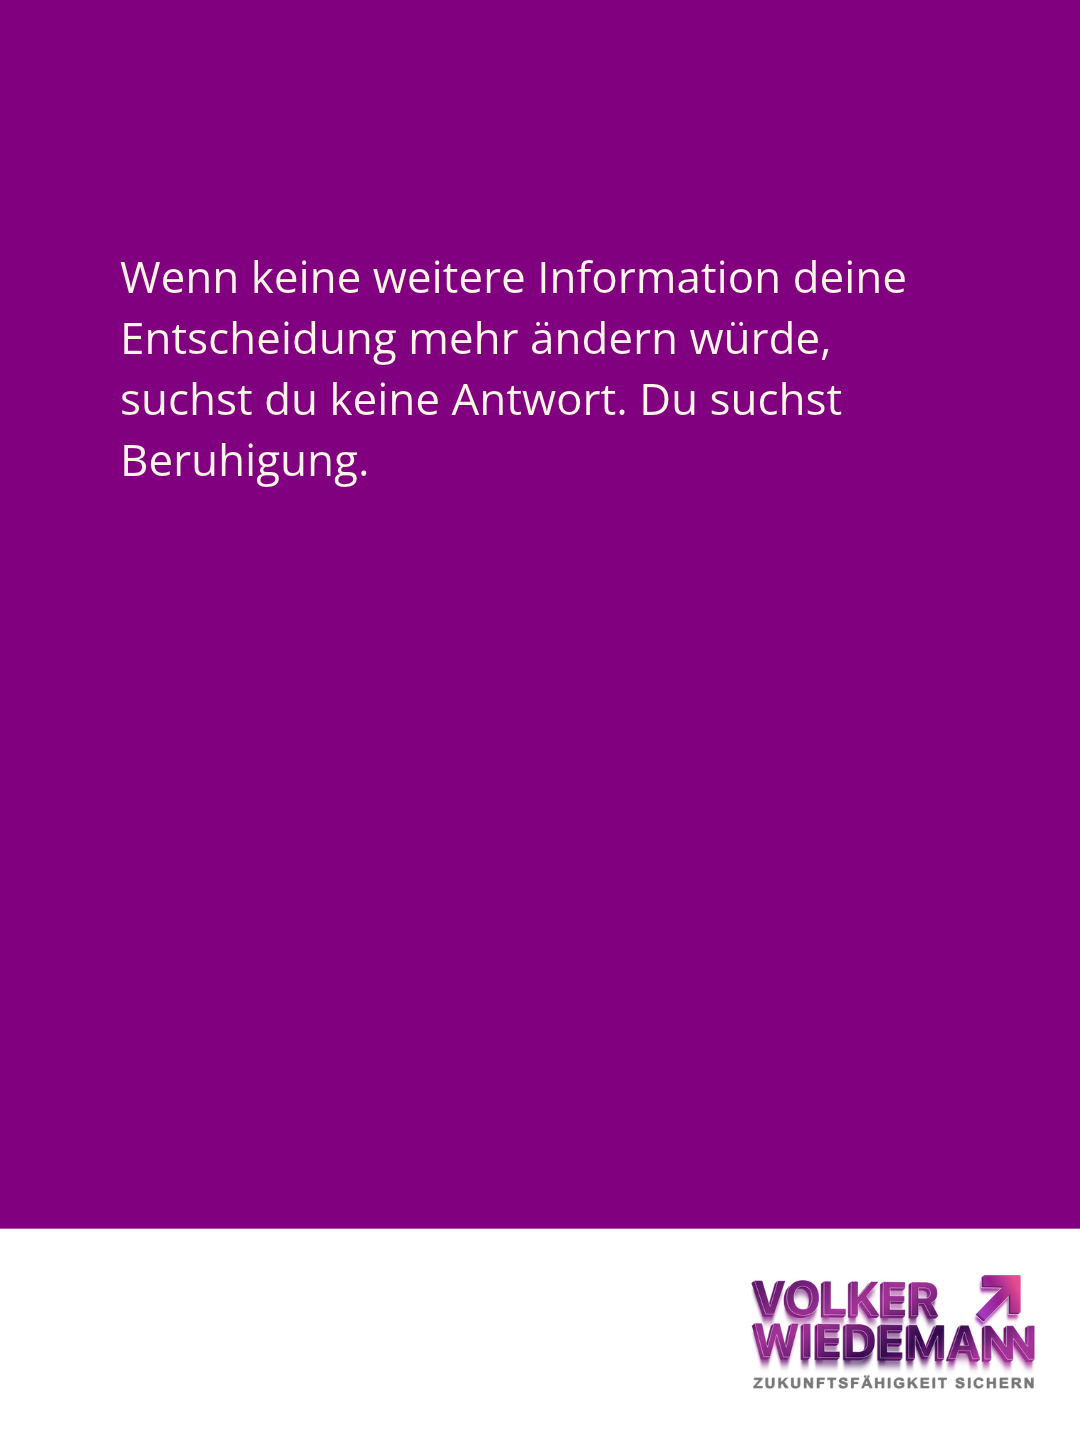 Wenn keine weitere Information deine
Entscheidung mehr ändern würde,
suchst du keine Antwort. Du suchst
Beruhigung.
VOLKER
WIEDEMANN
ZUKUNFTSFÄHIGKEIT SICHERN